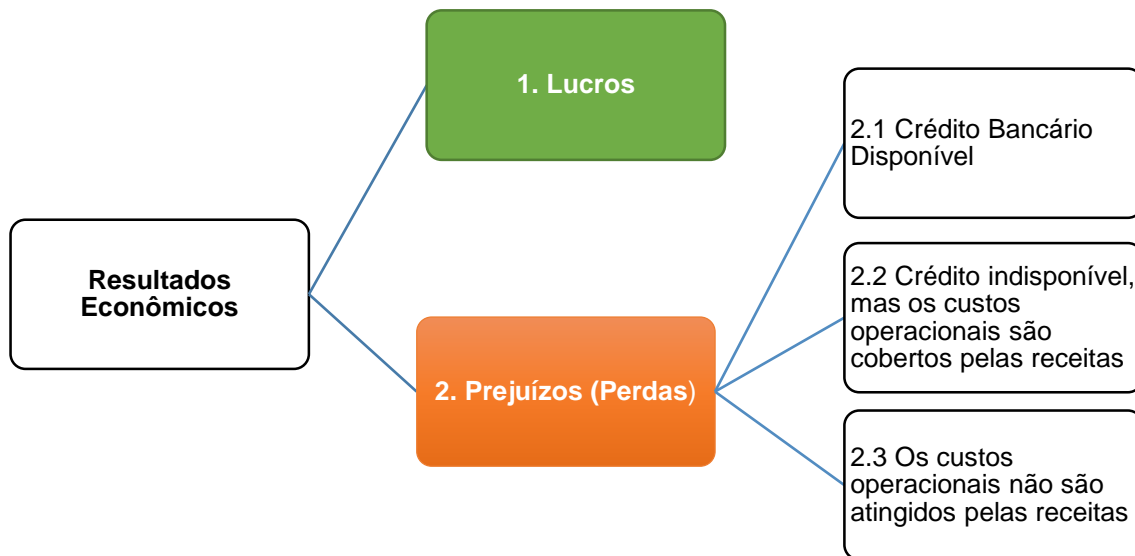 Resultados
Econômicos
1. Lucros
2. Prejuízos (Perdas)
2.1 Crédito Bancário
Disponível
2.2 Crédito indisponível,
mas os custos
operacionais são
cobertos pelas receitas
2.3 Os custos
operacionais não são
atingidos pelas receitas